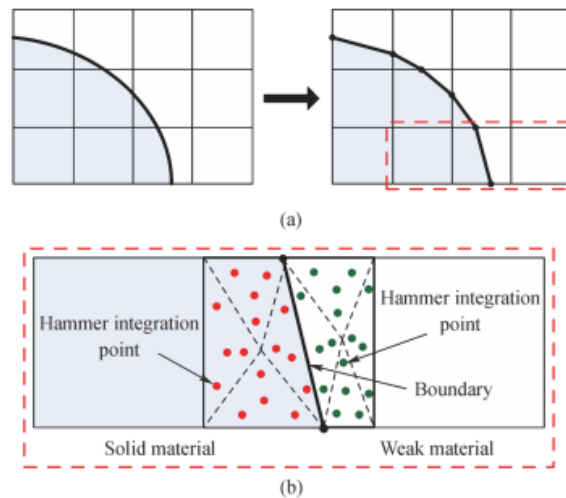 (a)
Hammer integration
point
Hammer integration
point
Boundary
Solid material
Weak material
(b)